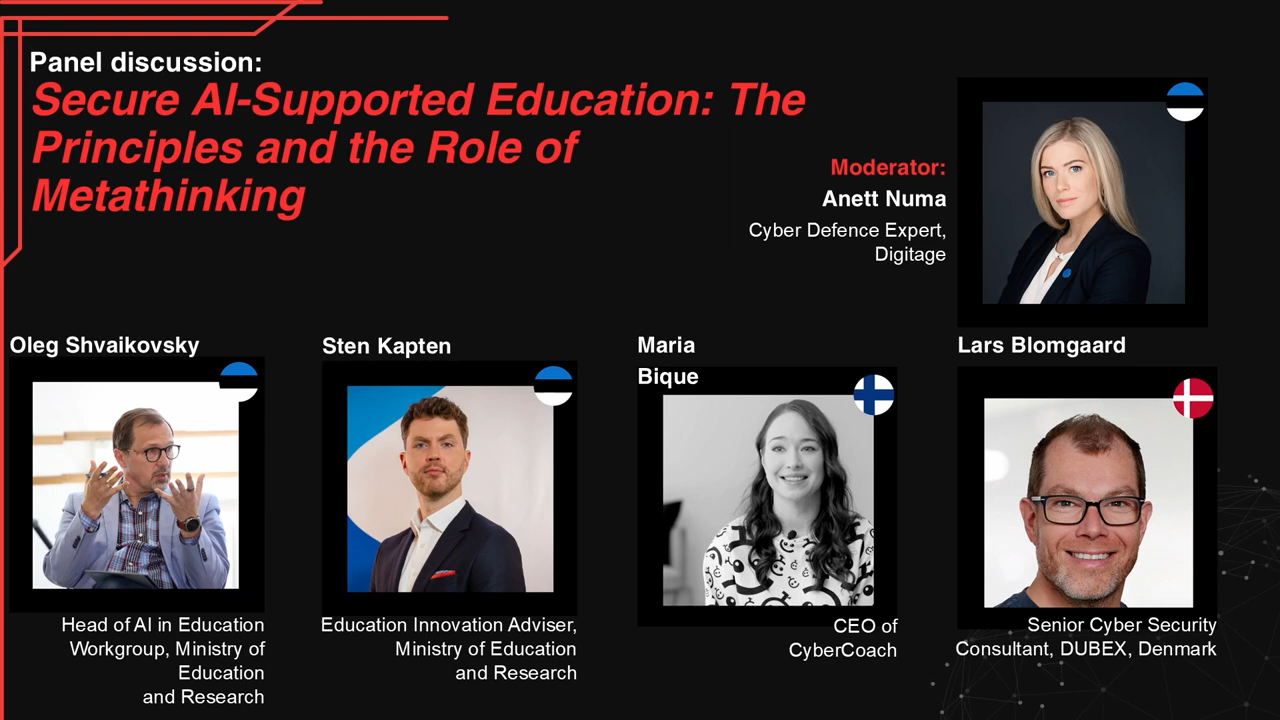 Panel discussion:
Secure AI-Supported Education: The
Principles and the Role of
Metathinking
Moderator:
Anett Numa
Cyber Defence Expert,
Digitage
Oleg Shvaikovsky
Head of AI in Education
Workgroup, Ministry of
Education
and Research
Sten Kapten
Education Innovation Adviser,
Ministry of Education
and Research
Maria
Bique
CEO of
CyberCoach
Lars Blomgaard
Senior Cyber Security
Consultant, DUBEX, Denmark